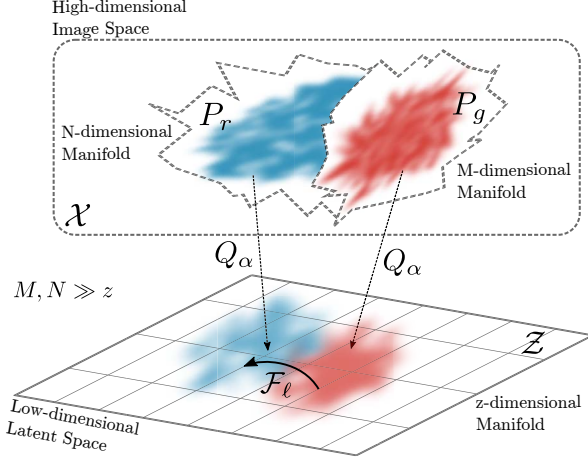 High-dimensional
Image Space
P_r
P_g
N-dimensional
Manifold
M-dimensional
Manifold
𝒳
Q_α
Q_α
M, N ≫ z
𝒵
ℱ_ℓ
Low-dimensional
Latent Space
z-dimensional
Manifold